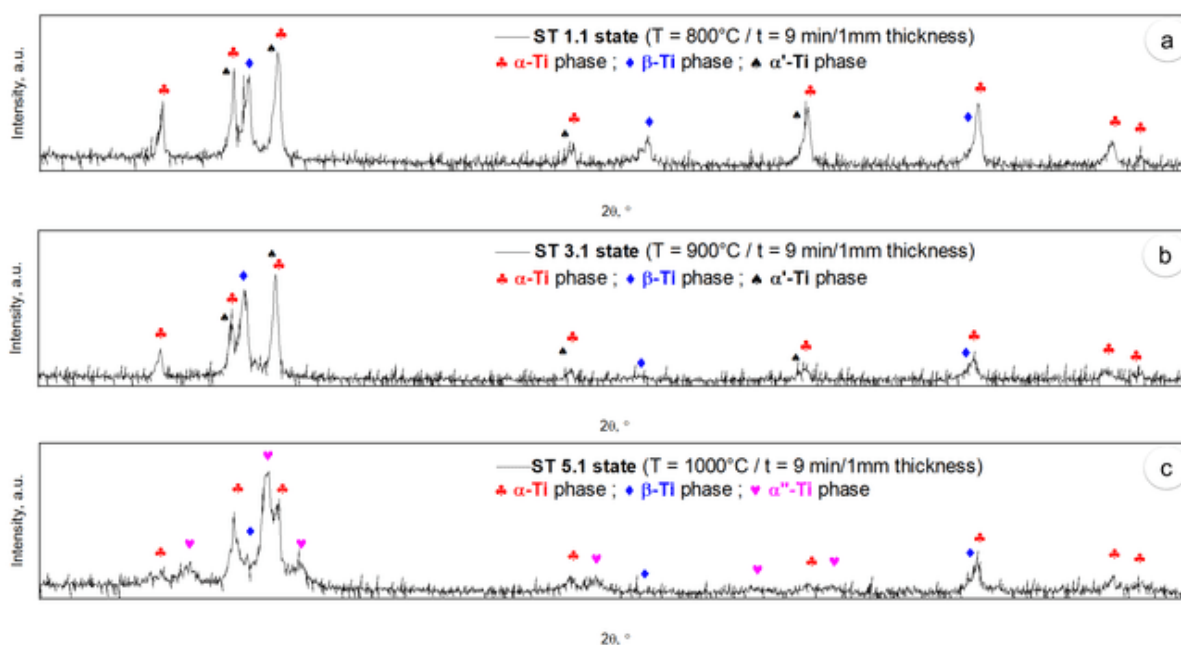 ST 1.1 state (T = 800°C / t = 9 min/1mm thickness)
♣ α-Ti phase ; ♦ β-Ti phase ; ♠ α'-Ti phase
a
Intensity, a.u.
2θ, °
ST 3.1 state (T = 900°C / t = 9 min/1mm thickness)
♣ α-Ti phase ; ♦ β-Ti phase ; ♠ α'-Ti phase
b
Intensity, a.u.
2θ, °
ST 5.1 state (T = 1000°C / t = 9 min/1mm thickness)
♣ α-Ti phase ; ♦ β-Ti phase ; ♥ α"-Ti phase
c
Intensity, a.u.
2θ, °